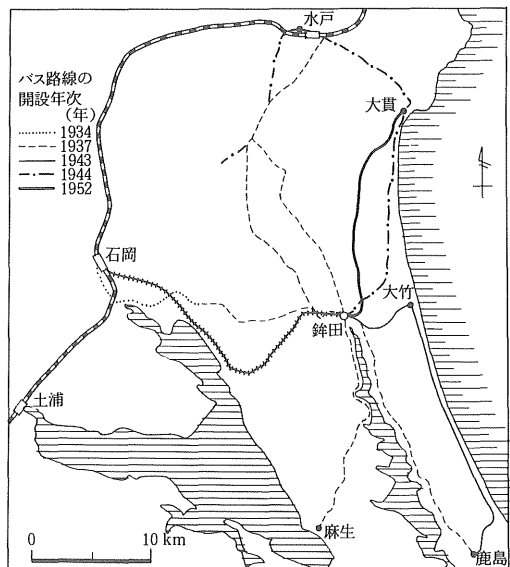 水戸
バス路線の
開設年次
(年)
1934
1937
1943
1944
1952
大貫
石岡
大竹
鉾田
土浦
麻生
鹿島
0 10 km